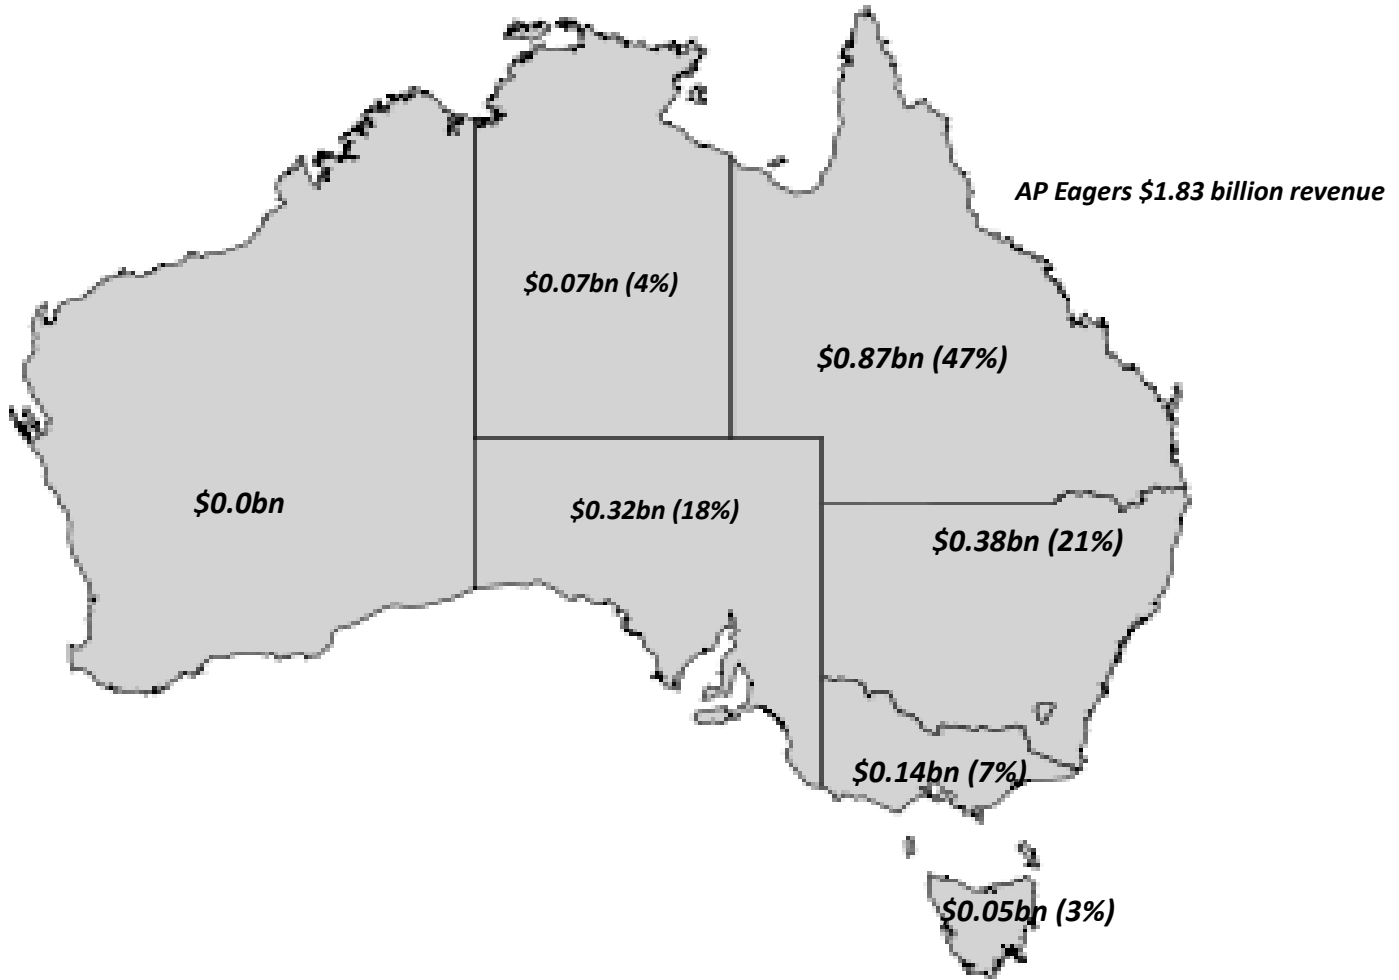 AP Eagers $1.83 billion revenue
$0.07bn (4%)
$0.87bn (47%)
$0.0bn
$0.32bn (18%)
$0.38bn (21%)
$0.14bn (7%)
$0.05bn (3%)